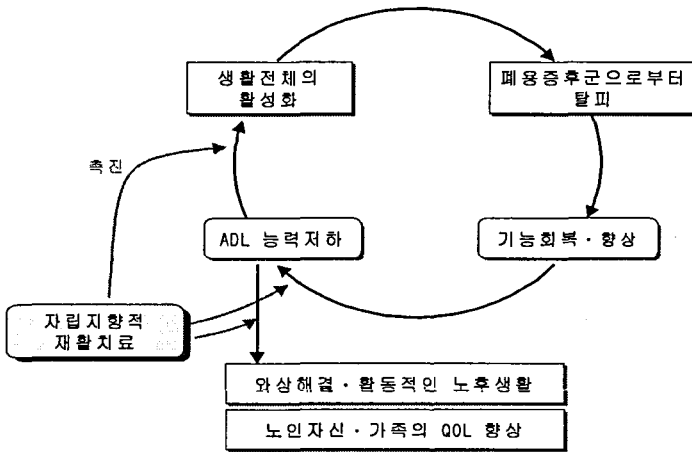 생활전체의
활성화
폐용증후군으로부터
탈피
촉진
ADL 능력저하
기능회복·향상
자립지향적
재활치료
와상해결·활동적인 노후생활
노인자신·가족의 QOL 향상